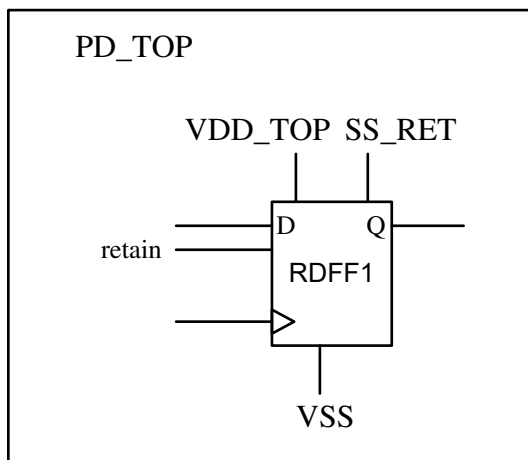 PD_TOP
VDD_TOP SS_RET
D Q
retain
RDFF1
VSS